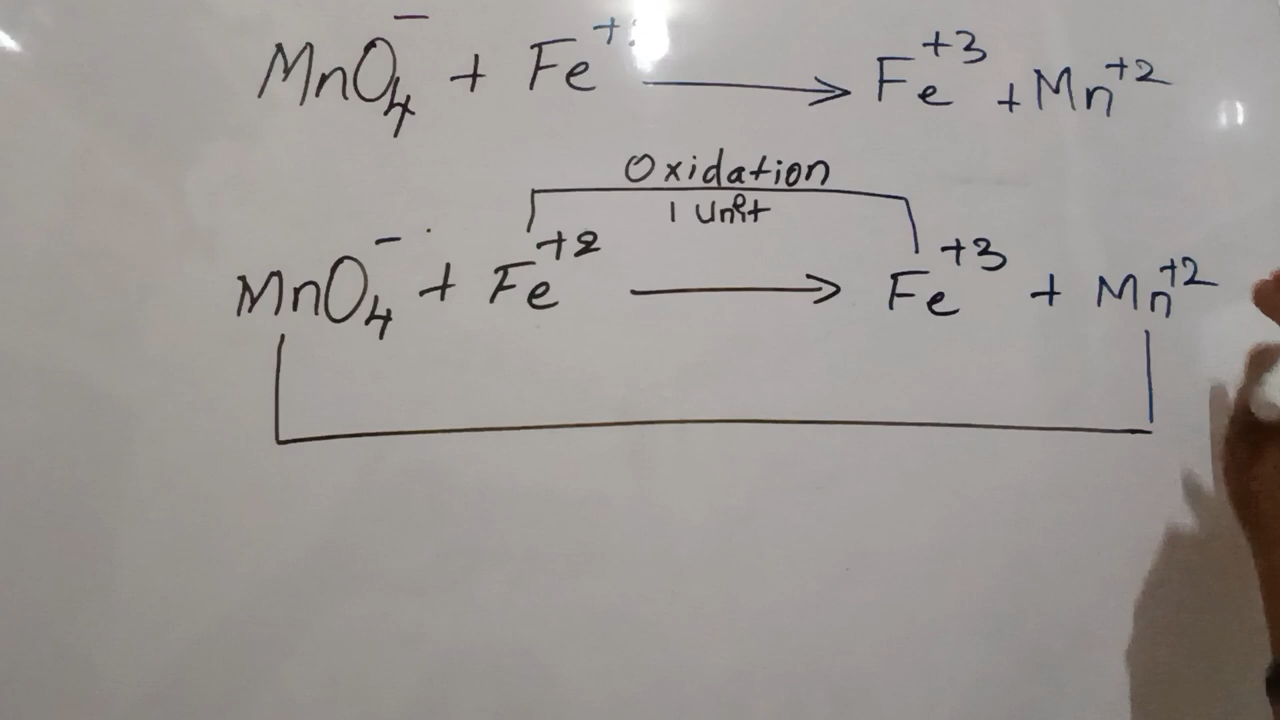 MnO₄⁻ + Fe⁺ ⟶ Fe⁺³ + Mn⁺²
Oxidation
1 Unit
MnO₄⁻ + Fe⁺² ⟶ Fe⁺³ + Mn⁺²